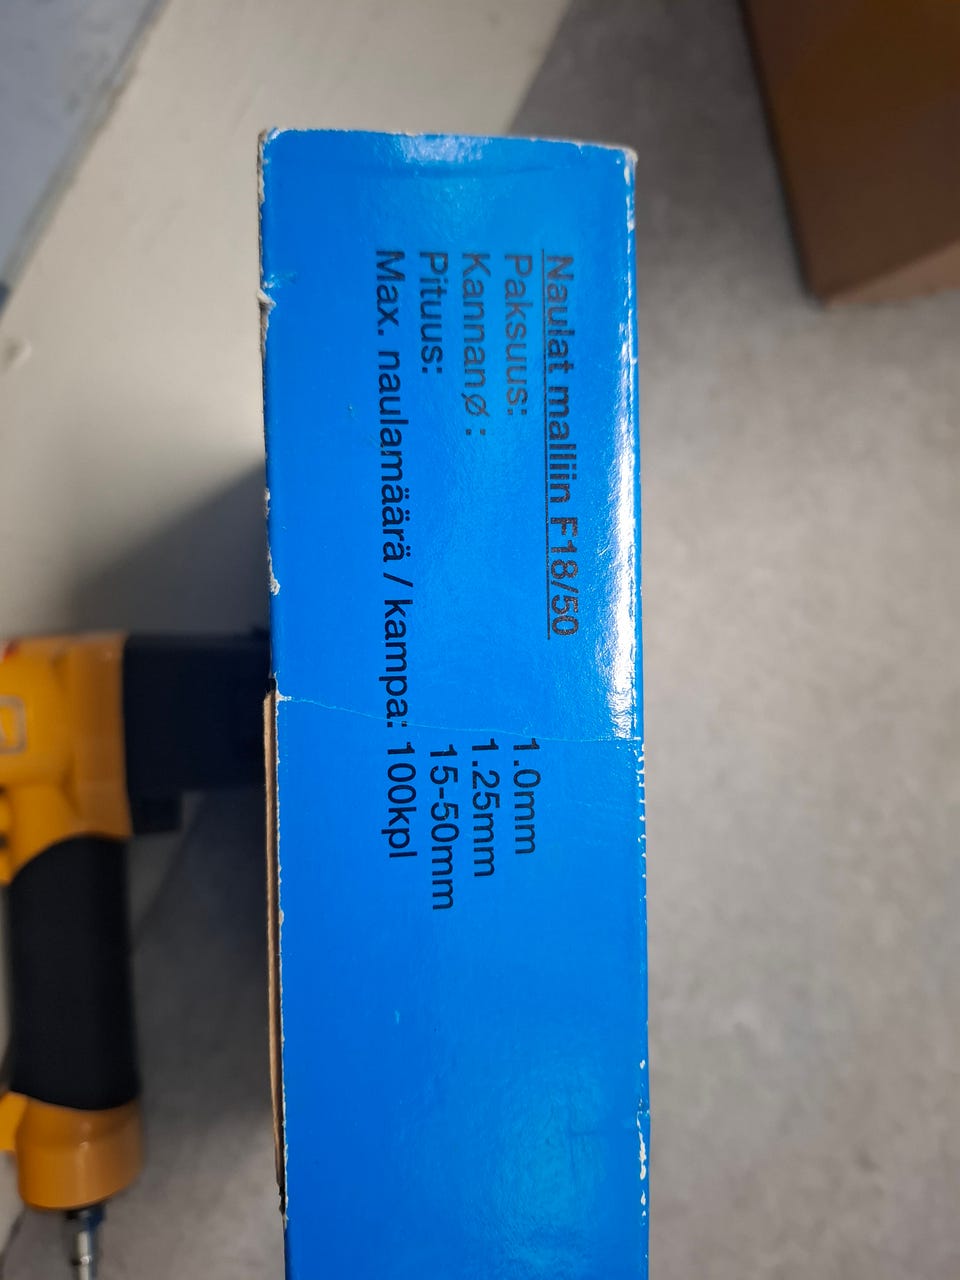 Naulat malliin F18/50
Paksuus: 1.0mm
Kannanø: 1.25mm
Pituus: 15-50mm
Max. naulamäärä / kampa: 100kpl